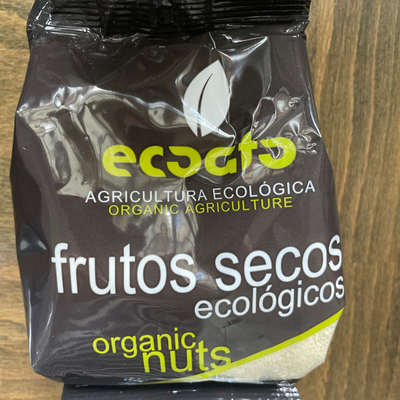 ecoato
AGRICULTURA ECOLÓGICA
ORGANIC AGRICULTURE
frutos secos
ecológicos
organic
nuts